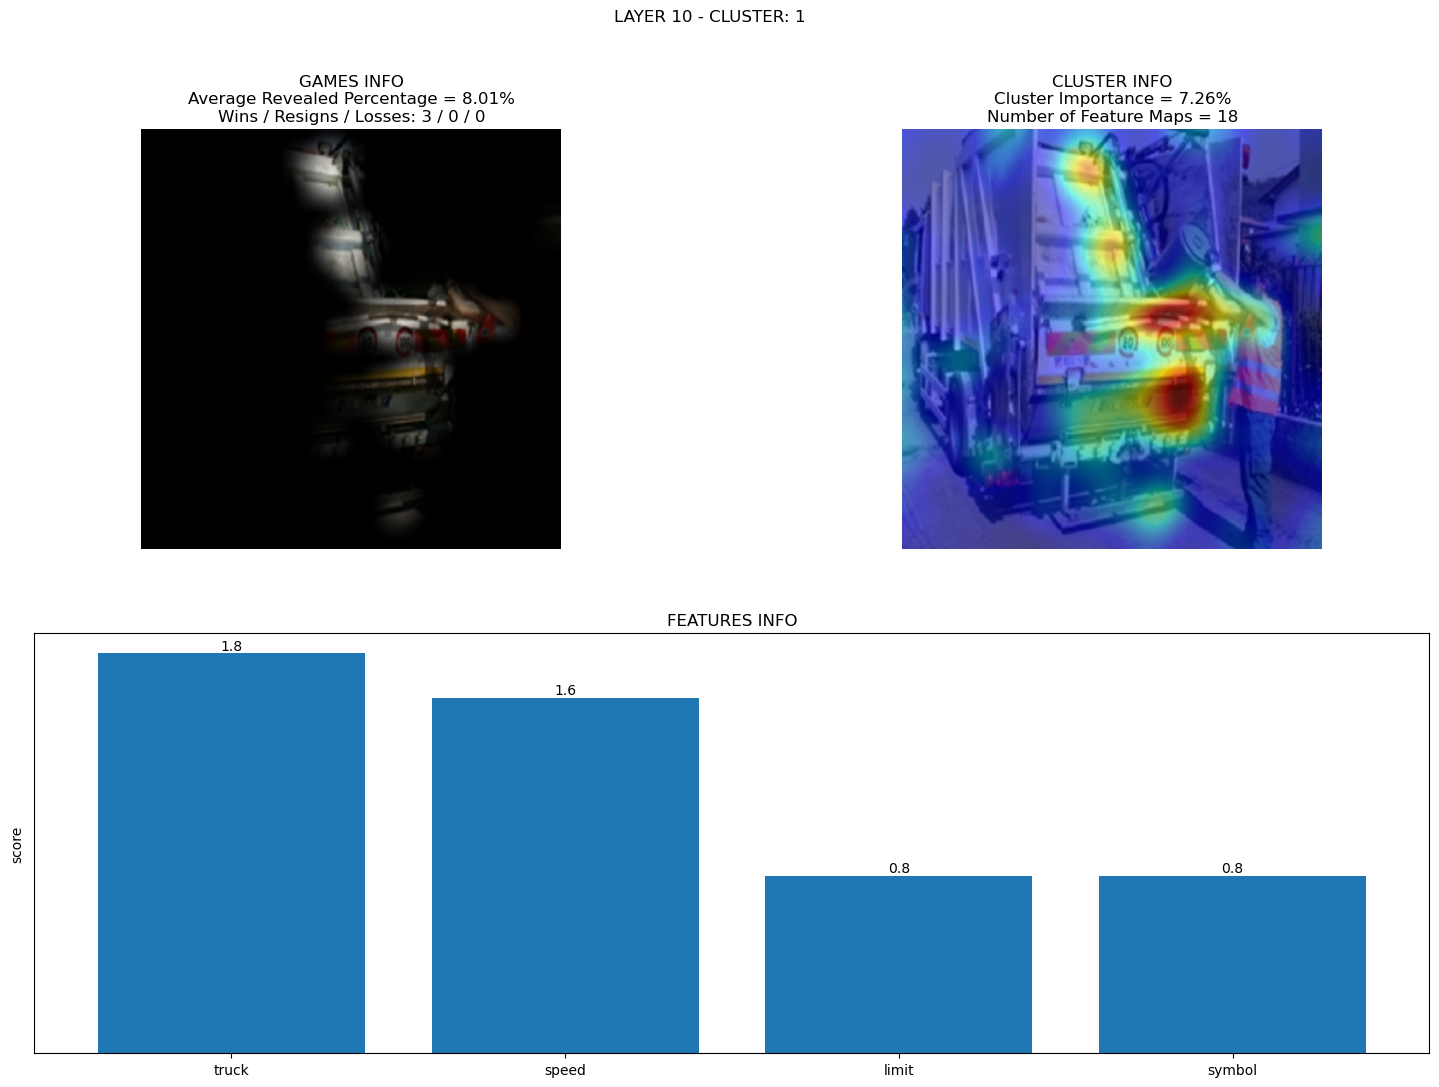 LAYER 10 - CLUSTER: 1
GAMES INFO
Average Revealed Percentage = 8.01%
Wins / Resigns / Losses: 3 / 0 / 0
CLUSTER INFO
Cluster Importance = 7.26%
Number of Feature Maps = 18
FEATURES INFO
score
1.8
1.6
0.8
0.8
truck
speed
limit
symbol